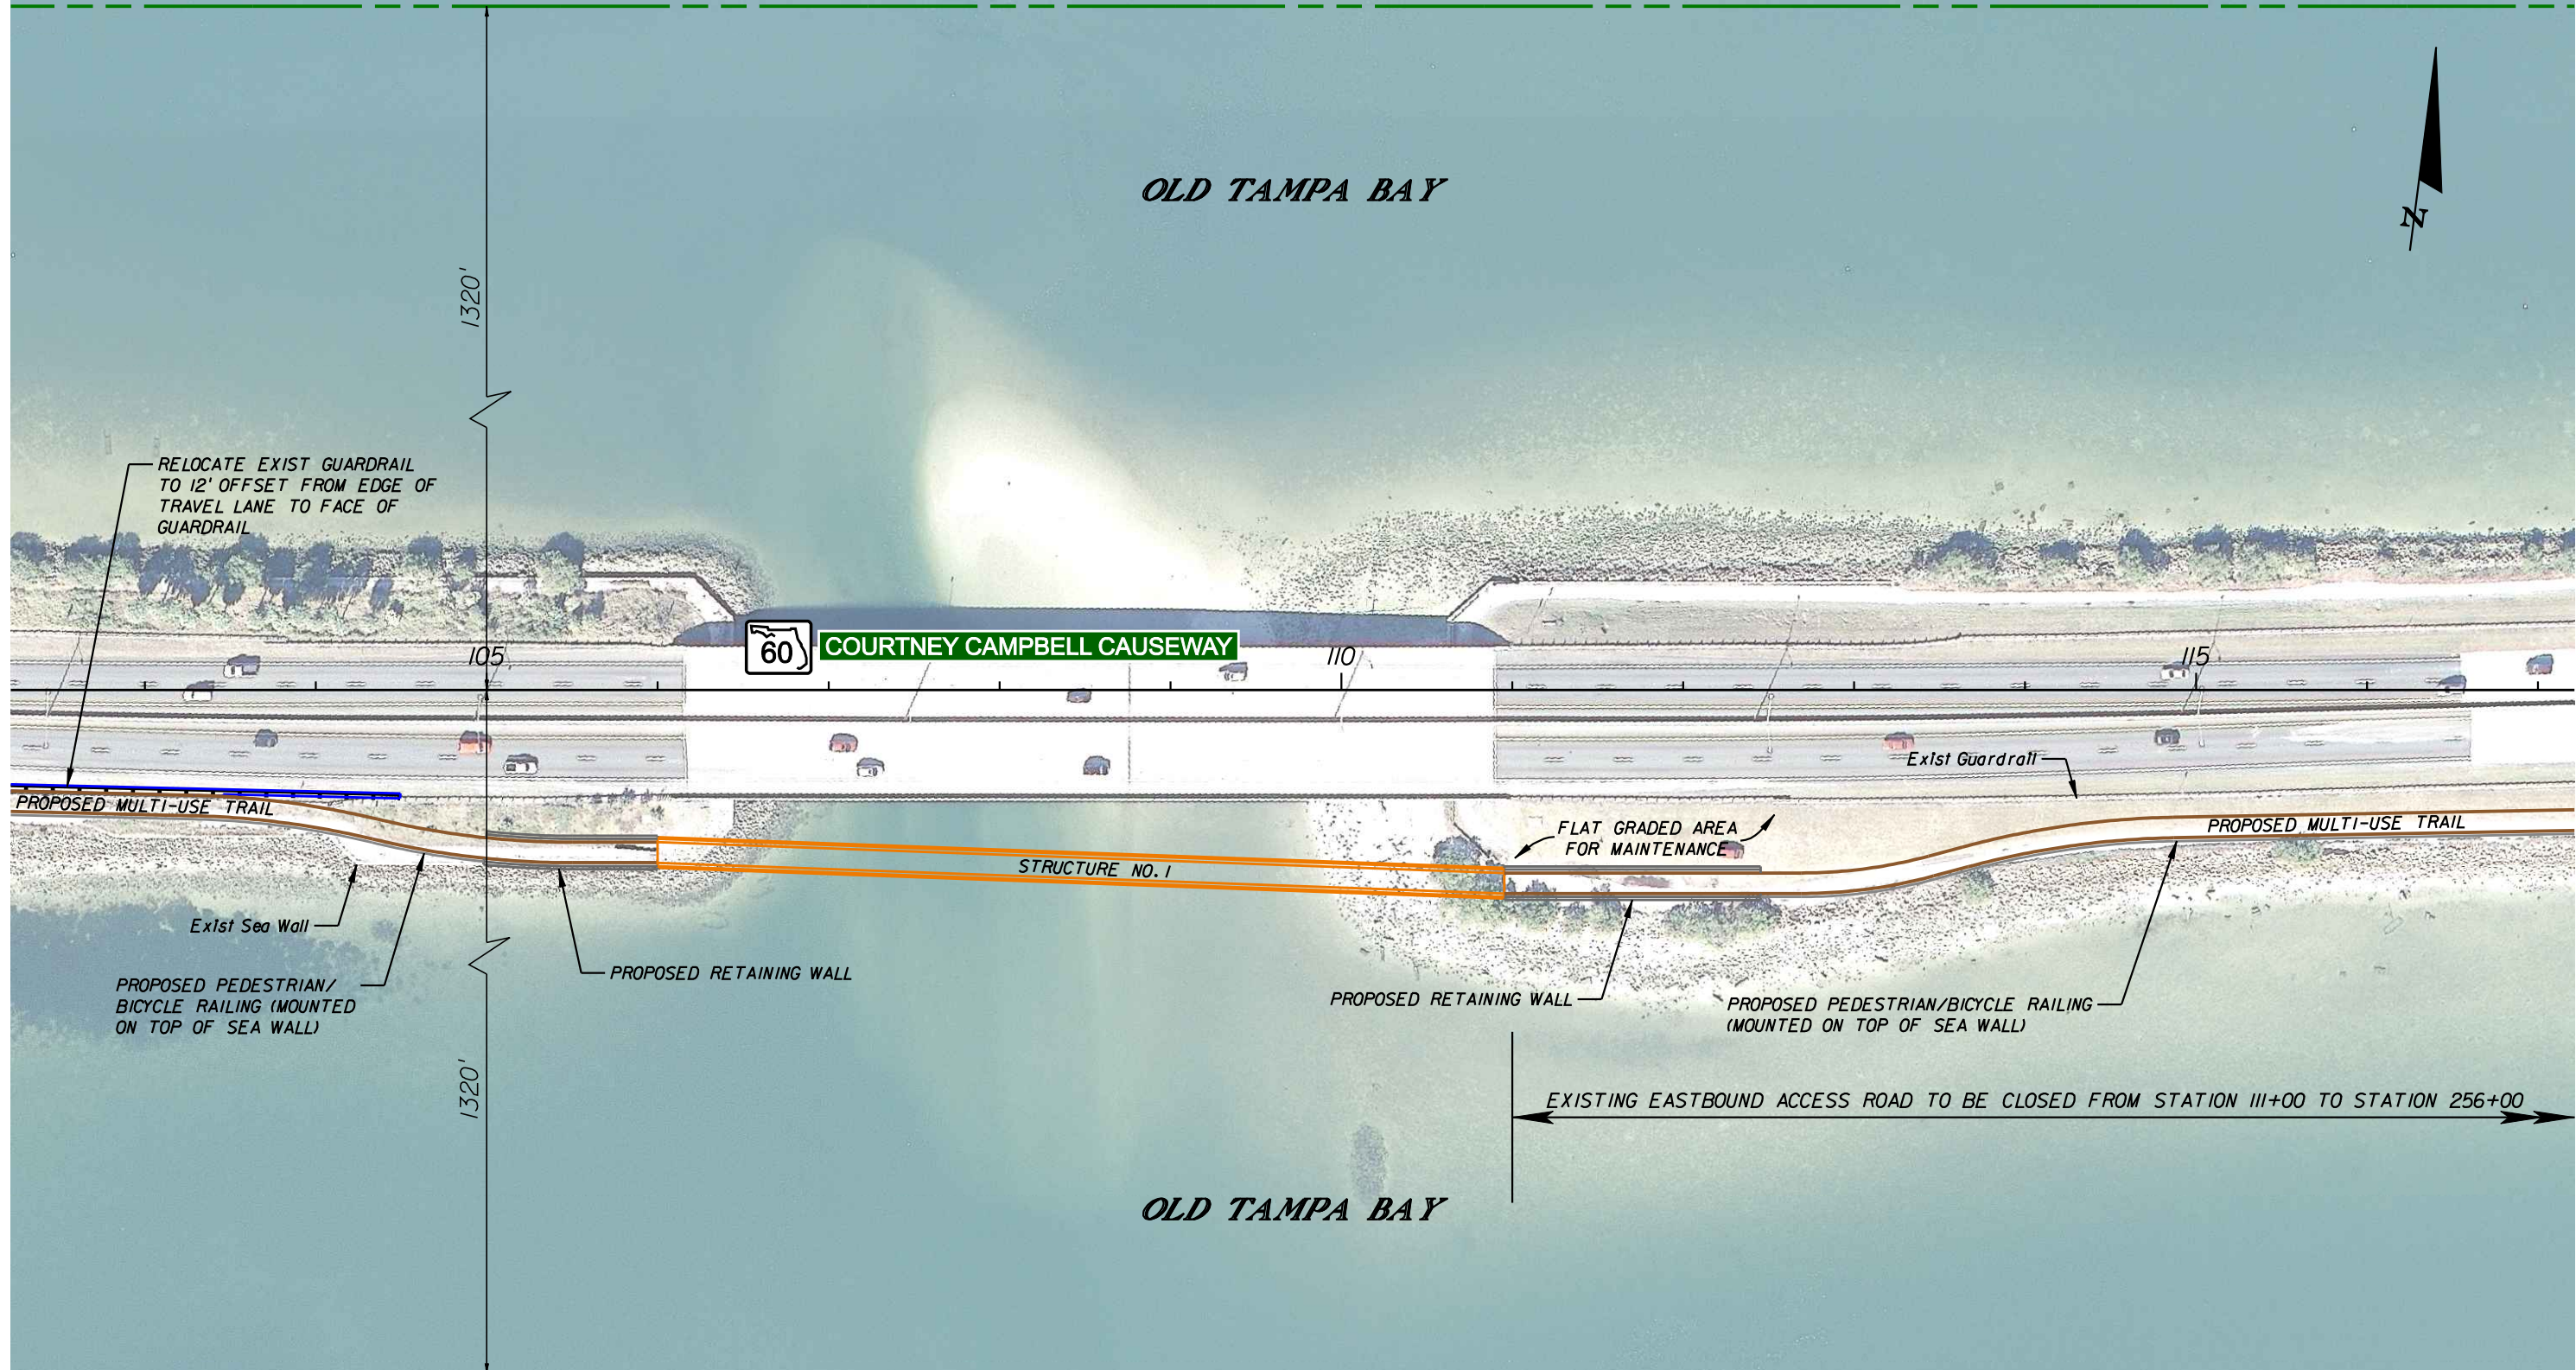 OLD TAMPA BAY
N
1320'
RELOCATE EXIST GUARDRAIL
TO 12' OFFSET FROM EDGE OF
TRAVEL LANE TO FACE OF
GUARDRAIL
105
60
COURTNEY CAMPBELL CAUSEWAY
110
115
Exist Guardrail
PROPOSED MULTI-USE TRAIL
FLAT GRADED AREA
FOR MAINTENANCE
PROPOSED MULTI-USE TRAIL
STRUCTURE NO. 1
Exist Sea Wall
PROPOSED RETAINING WALL
PROPOSED PEDESTRIAN/
BICYCLE RAILING (MOUNTED
ON TOP OF SEA WALL)
PROPOSED RETAINING WALL
PROPOSED PEDESTRIAN/BICYCLE RAILING
(MOUNTED ON TOP OF SEA WALL)
1320'
EXISTING EASTBOUND ACCESS ROAD TO BE CLOSED FROM STATION 111+00 TO STATION 256+00
OLD TAMPA BAY